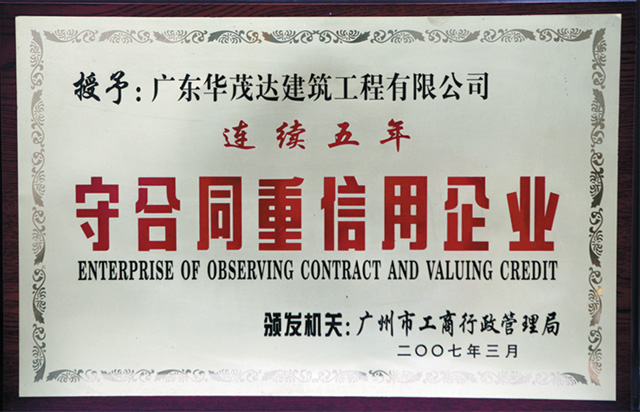 授予：广东华茂达建筑工程有限公司
连续五年
守合同重信用企业
ENTERPRISE OF OBSERVING CONTRACT AND VALUING CREDIT
颁发机关：广州市工商行政管理局
二〇〇七年三月